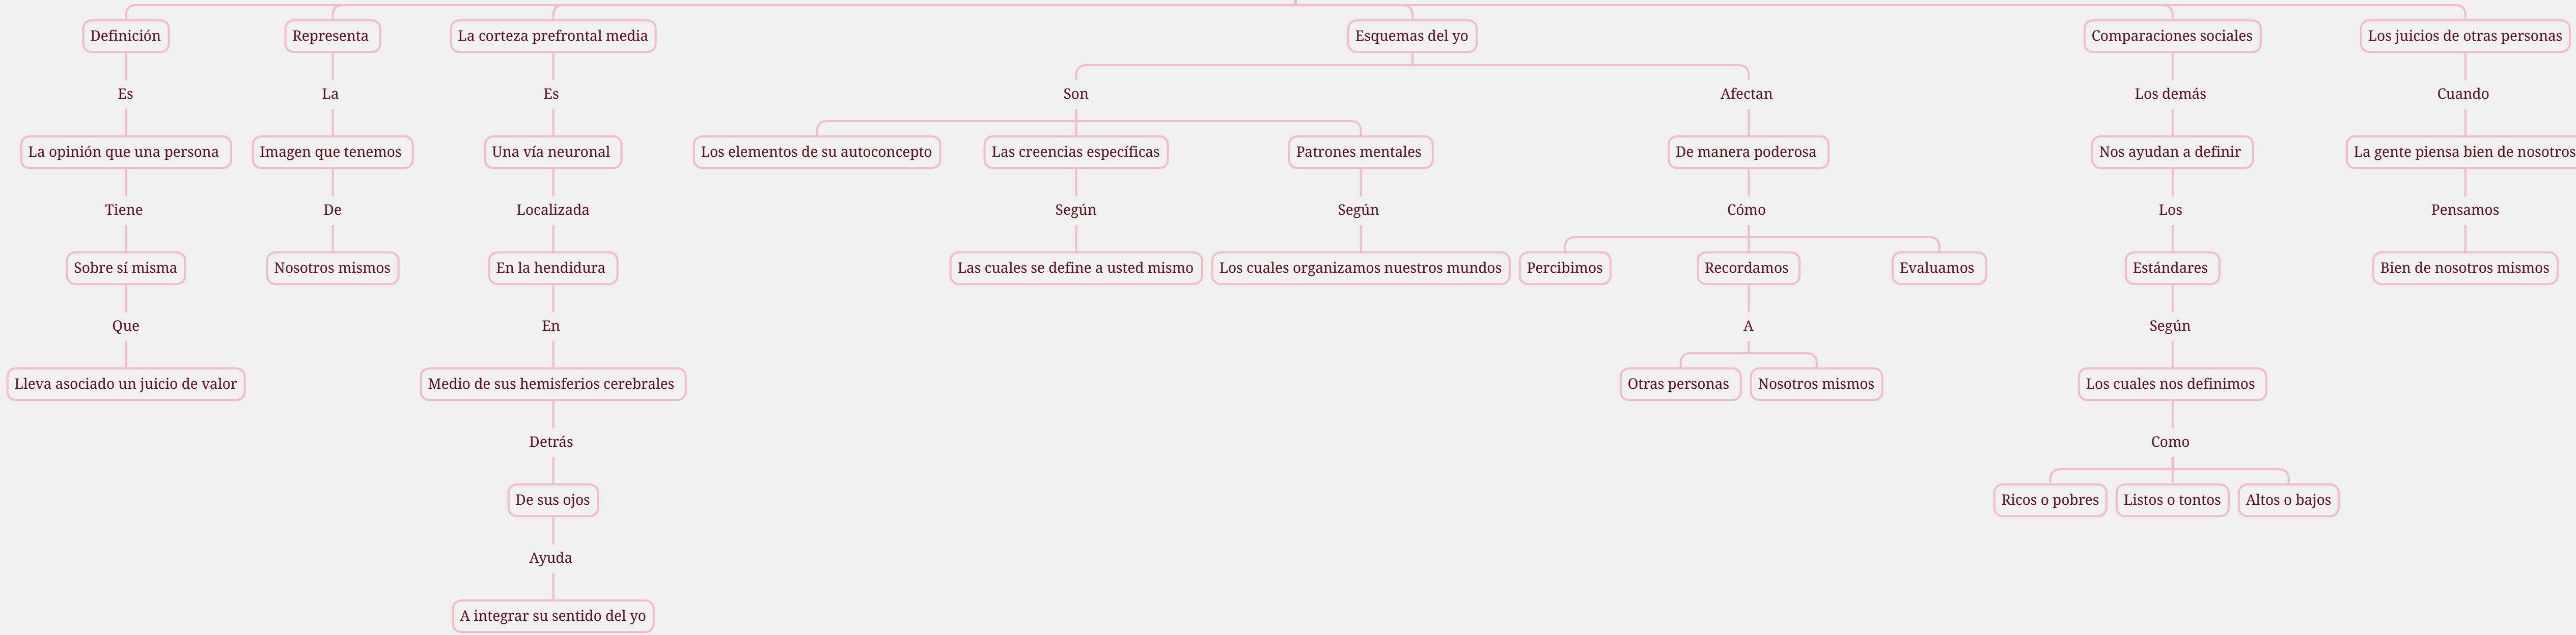 Definición
Representa
La corteza prefrontal media
Esquemas del yo
Comparaciones sociales
Los juicios de otras personas
Es
La
Es
Son
Afectan
Los demás
Cuando
La opinión que una persona
Imagen que tenemos
Una vía neuronal
Los elementos de su autoconcepto
Las creencias específicas
Patrones mentales
De manera poderosa
Nos ayudan a definir
La gente piensa bien de nosotros
Tiene
De
Localizada
Según
Según
Cómo
Los
Pensamos
Sobre sí misma
Nosotros mismos
En la hendidura
Las cuales se define a usted mismo
Los cuales organizamos nuestros mundos
Percibimos
Recordamos
Evaluamos
Estándares
Bien de nosotros mismos
Que
En
A
Según
Lleva asociado un juicio de valor
Medio de sus hemisferios cerebrales
Otras personas
Nosotros mismos
Los cuales nos definimos
Detrás
Como
De sus ojos
Ricos o pobres
Listos o tontos
Altos o bajos
Ayuda
A integrar su sentido del yo